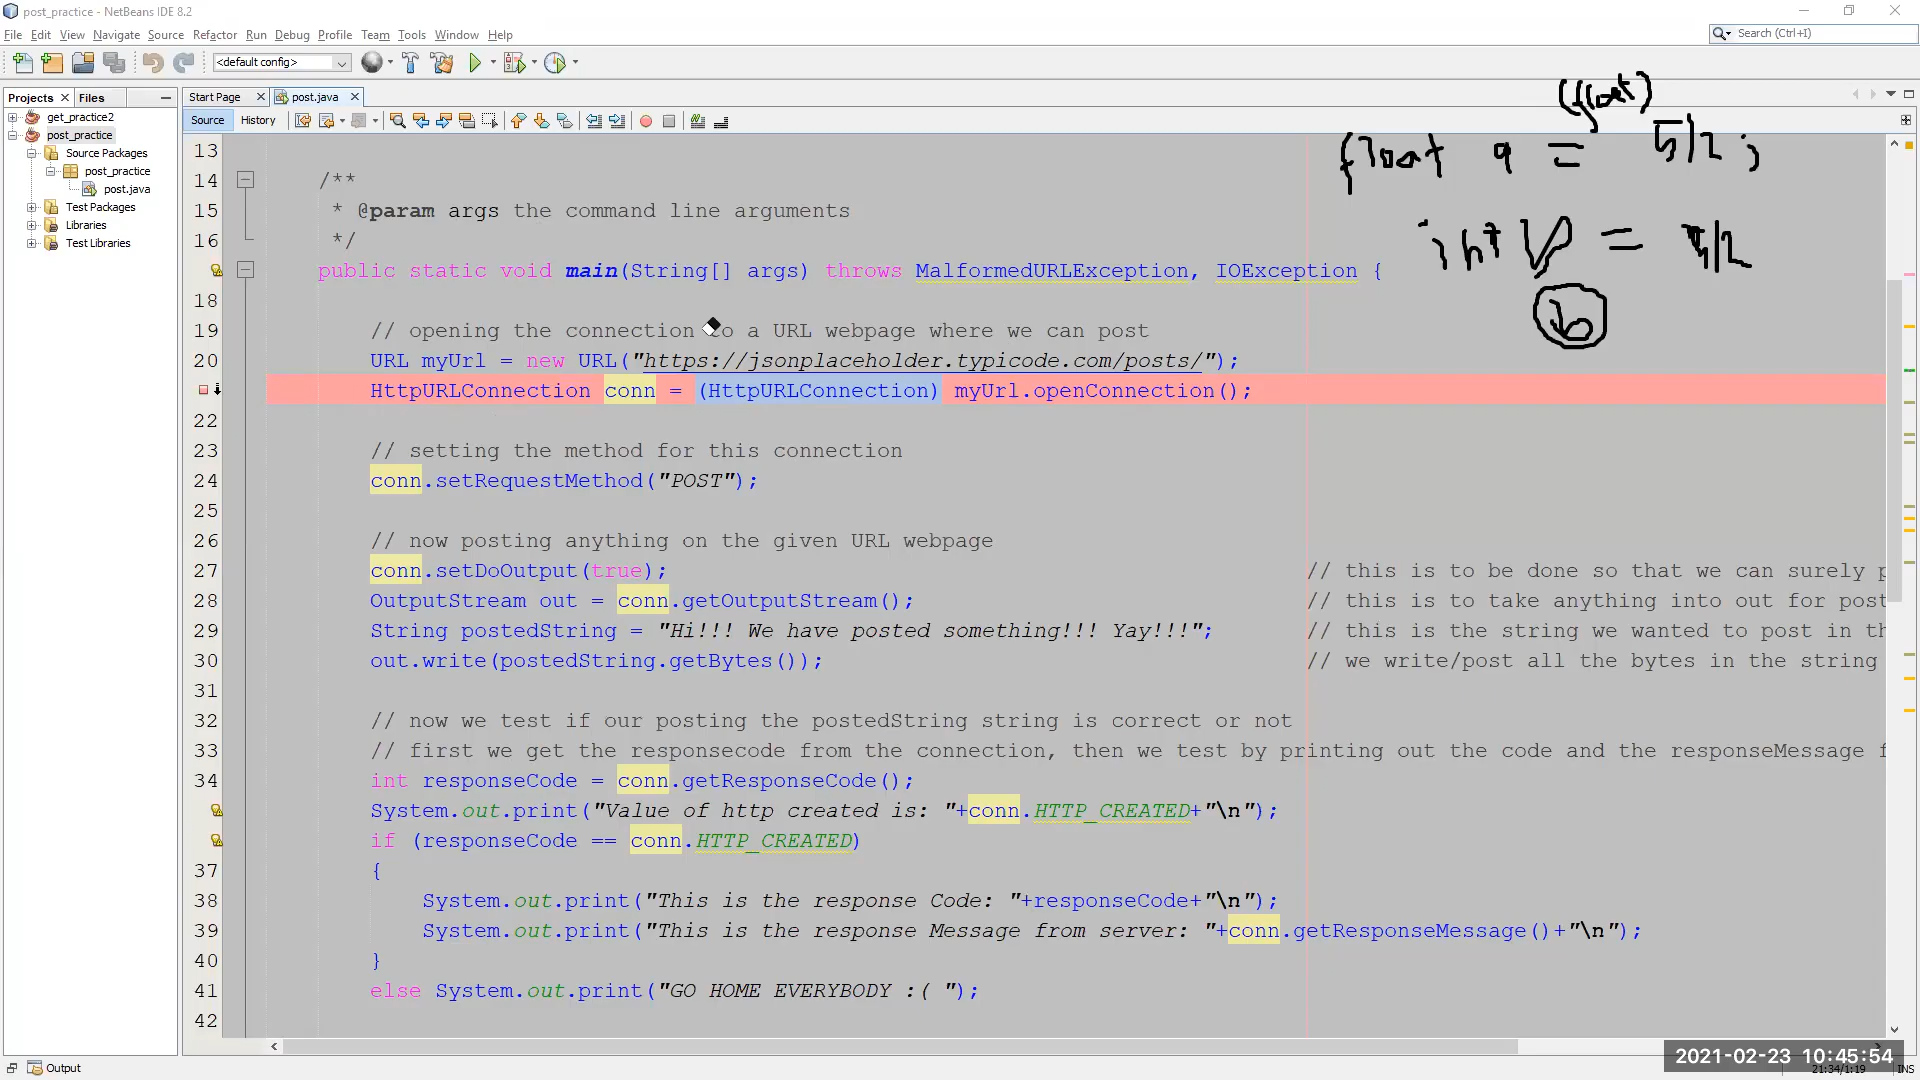 post_practice - NetBeans IDE 8.2
File Edit View Navigate Source Refactor Run Debug Profile Team Tools Window Help
Search (Ctrl+I)
<default config>
Projects Files
Start Page post.java
get_practice2
post_practice
Source Packages
post_practice
post.java
Test Packages
Libraries
Test Libraries
Source History
(float)
float a = 5/2;
int = 5/2
b
13
14 /**
15 * @param args the command line arguments
16 */
public static void main(String[] args) throws MalformedURLException, IOException {
18
19 // opening the connection to a URL webpage where we can post
20 URL myUrl = new URL("https://jsonplaceholder.typicode.com/posts/");
HttpURLConnection conn = (HttpURLConnection) myUrl.openConnection();
22
23 // setting the method for this connection
24 conn.setRequestMethod("POST");
25
26 // now posting anything on the given URL webpage
27 conn.setDoOutput(true); // this is to be done so that we can surely p
28 OutputStream out = conn.getOutputStream(); // this is to take anything into out for post
29 String postedString = "Hi!!! We have posted something!!! Yay!!!"; // this is the string we wanted to post in th
30 out.write(postedString.getBytes()); // we write/post all the bytes in the string
31
32 // now we test if our posting the postedString string is correct or not
33 // first we get the responsecode from the connection, then we test by printing out the code and the responseMessage f
34 int responseCode = conn.getResponseCode();
System.out.print("Value of http created is: "+conn.HTTP_CREATED+"\n");
if (responseCode == conn.HTTP_CREATED)
37 {
38 System.out.print("This is the response Code: "+responseCode+"\n");
39 System.out.print("This is the response Message from server: "+conn.getResponseMessage()+"\n");
40 }
41 else System.out.print("GO HOME EVERYBODY :( ");
42
Output
2021-02-23 10:45:54
21:34/1:19 INS